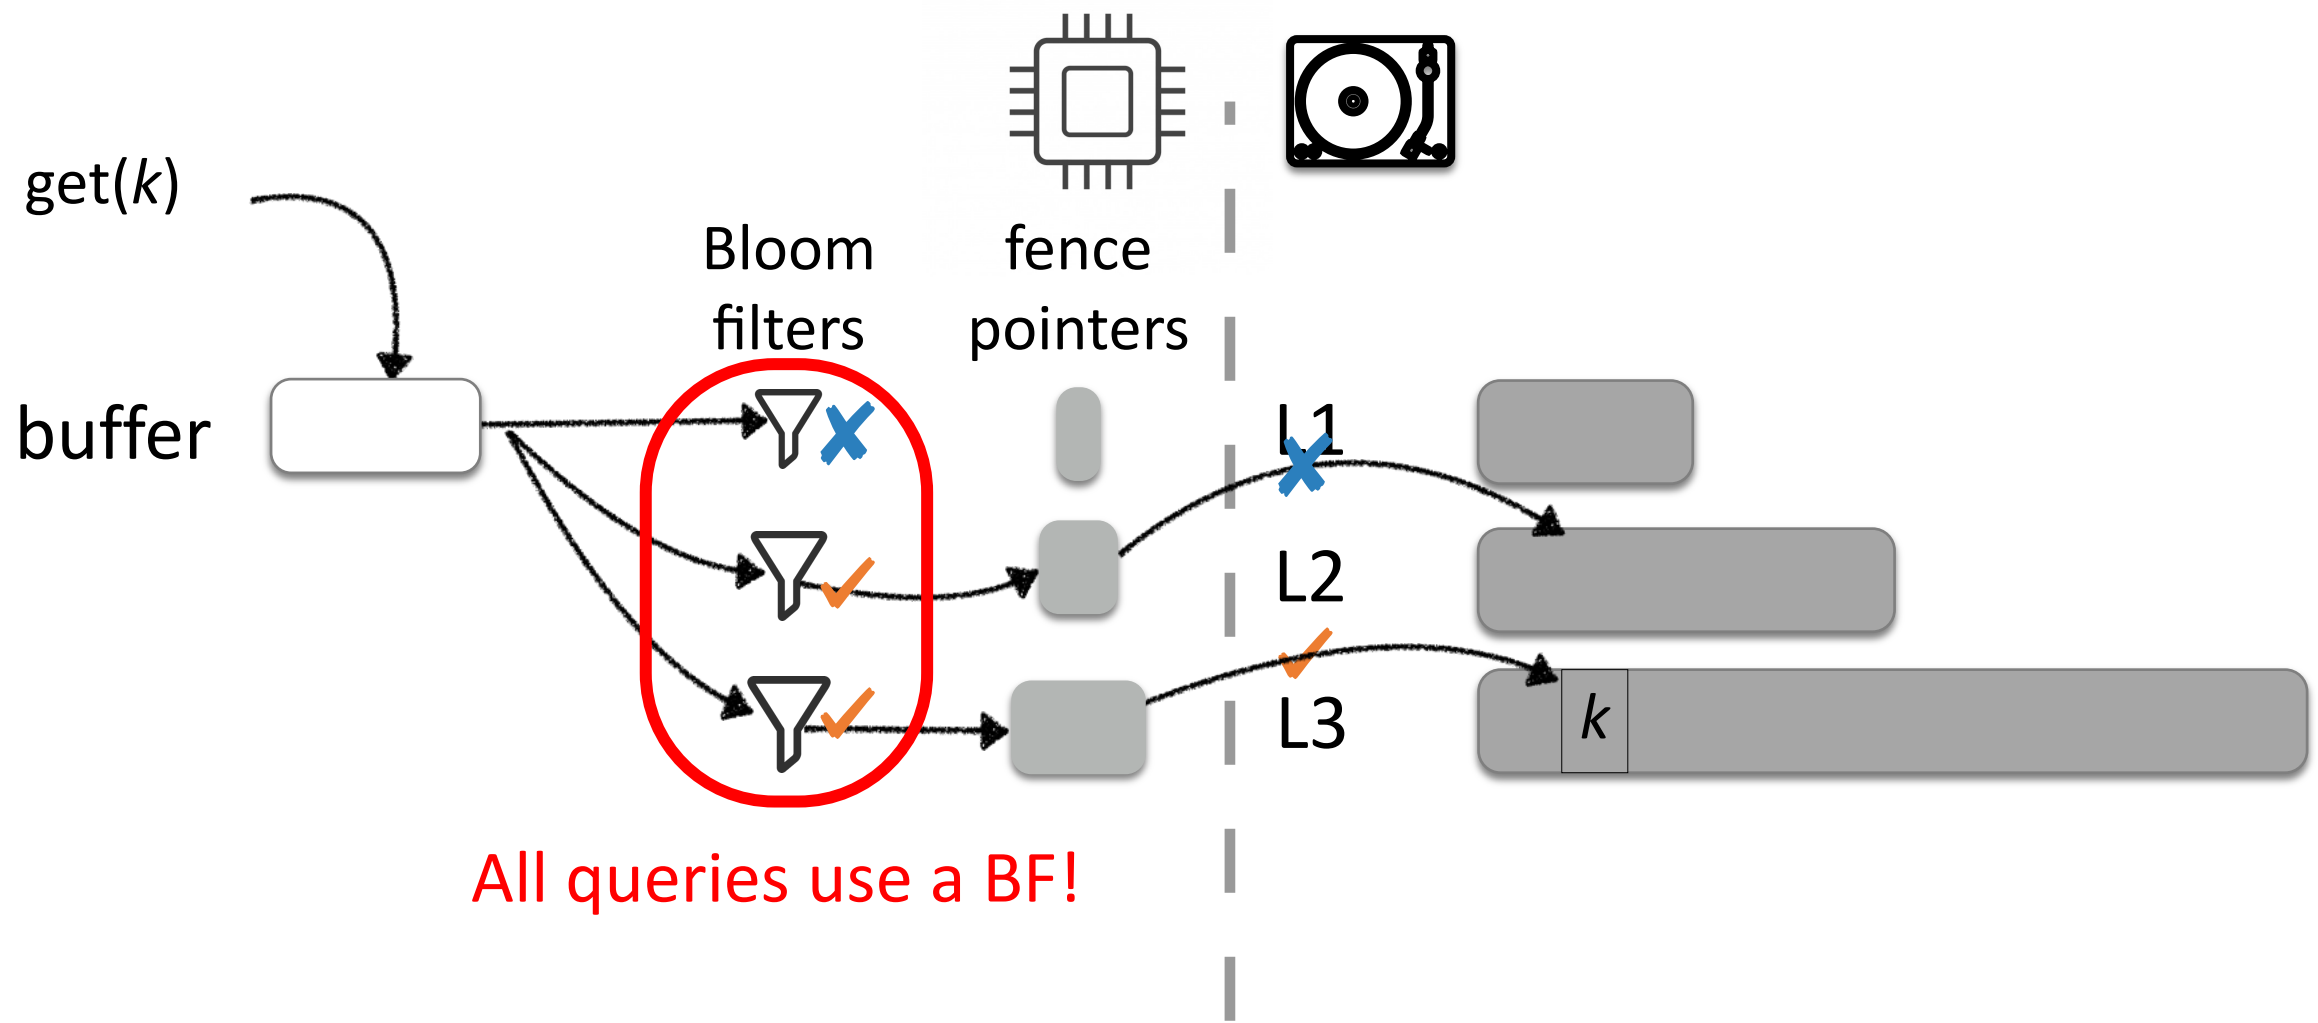 get(k)
Bloom
filters
fence
pointers
buffer
L1
L2
L3
k
All queries use a BF!